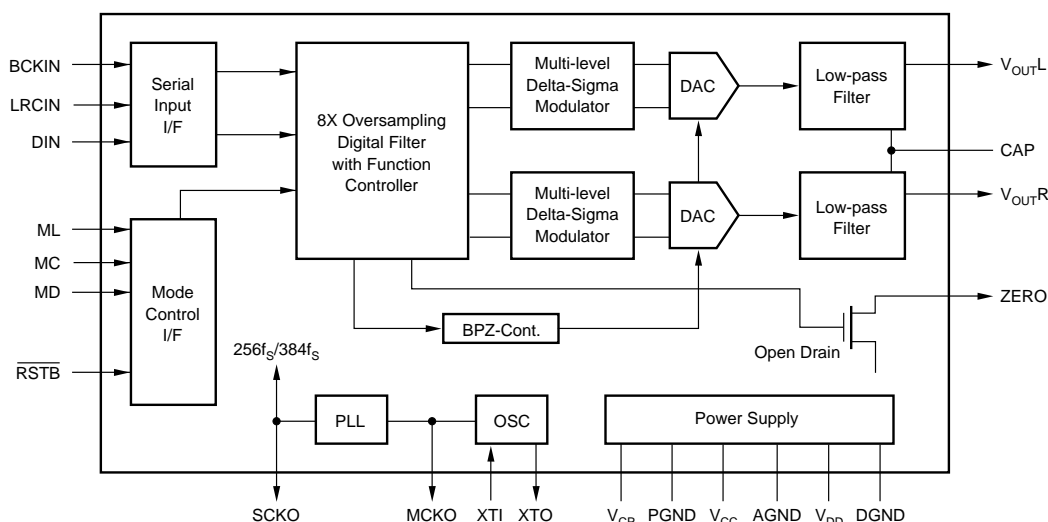 BCKIN
LRCIN
DIN
Serial
Input
I/F
8X Oversampling
Digital Filter
with Function
Controller
Multi-level
Delta-Sigma
Modulator
DAC
Low-pass
Filter
VOUTL
CAP
Multi-level
Delta-Sigma
Modulator
DAC
Low-pass
Filter
VOUTR
ML
MC
MD
RSTB
Mode
Control
I/F
BPZ-Cont.
Open Drain
ZERO
256fS/384fS
PLL
OSC
Power Supply
SCKO
MCKO
XTI
XTO
VCP
PGND
VCC
AGND
VDD
DGND